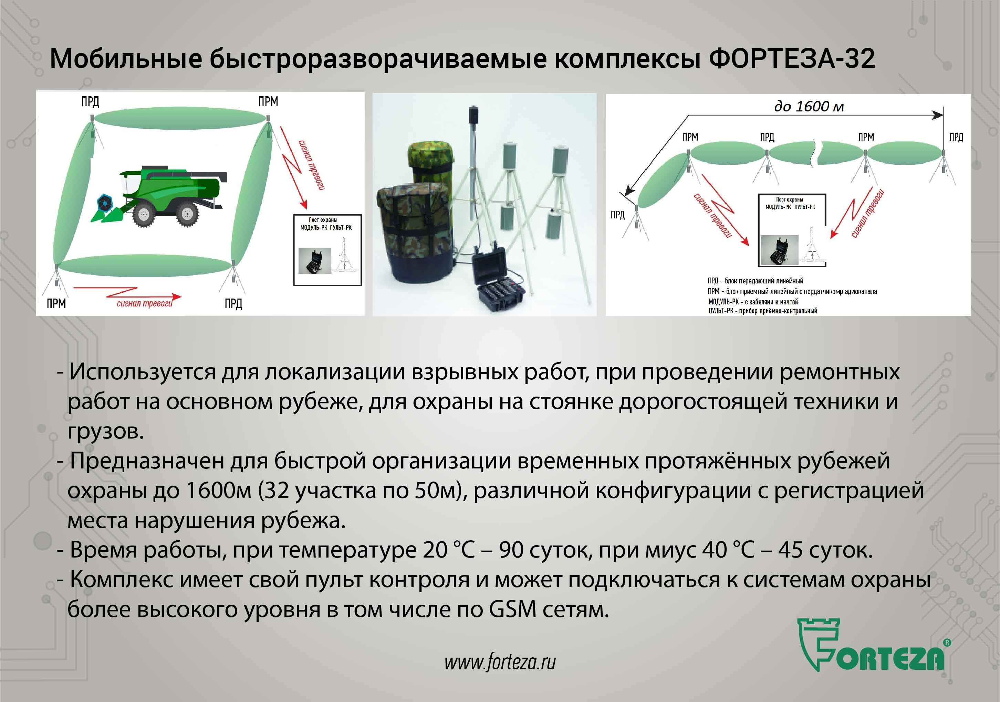 Мобильные быстроразворачиваемые комплексы ФОРТЕЗА-32
ПРД
ПРМ
сигнал тревоги
Пост охраны
МОДУЛЬ-РК ПУЛЬТ-РК
ПРМ
сигнал тревоги
ПРД
до 1600 м
ПРМ
ПРД
ПРМ
ПРД
ПРД
сигнал тревоги
Пост охраны
МОДУЛЬ-РК ПУЛЬТ-РК
сигнал тревоги
ПРД - блок передающий линейный
ПРМ - блок приемный линейный с пердатчикомр адиоканала
МОДУЛЬ-РК - с кабелями и мачтой
ПУЛЬТ-РК - прибор приёмно-контрольный
- Используется для локализации взрывных работ, при проведении ремонтных
работ на основном рубеже, для охраны на стоянке дорогостоящей техники и
грузов.
- Предназначен для быстрой организации временных протяжённых рубежей
охраны до 1600м (32 участка по 50м), различной конфигурации с регистрацией
места нарушения рубежа.
- Время работы, при температуре 20 °C – 90 суток, при миус 40 °C – 45 суток.
- Комплекс имеет свой пульт контроля и может подключаться к системам охраны
более высокого уровня в том числе по GSM сетям.
www.forteza.ru
FORTEZA®